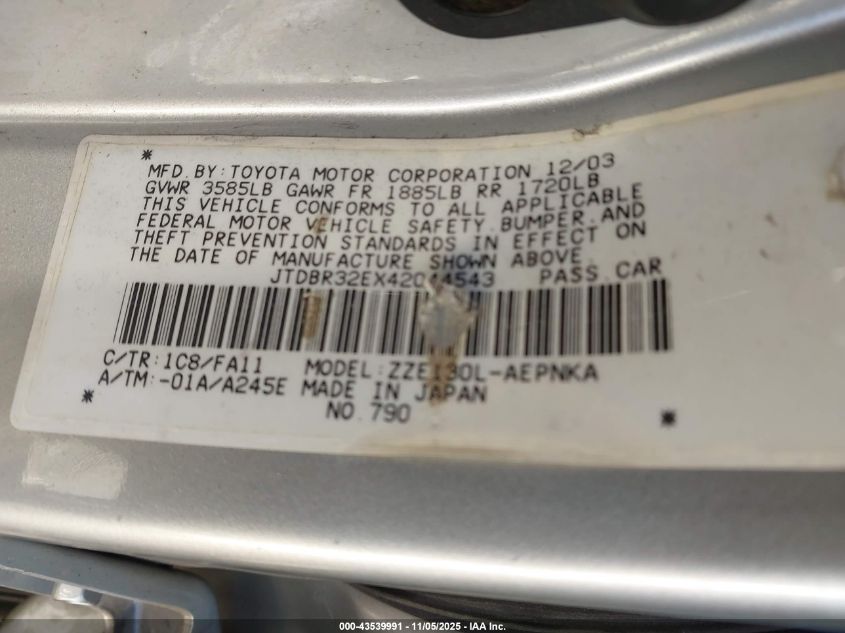 MFD. BY: TOYOTA MOTOR CORPORATION 12/03
GVWR 3585LB GAWR FR 1885LB RR 1720LB
THIS VEHICLE CONFORMS TO ALL APPLICABLE
FEDERAL MOTOR VEHICLE SAFETY, BUMPER, AND
THEFT PREVENTION STANDARDS IN EFFECT ON
THE DATE OF MANUFACTURE SHOWN ABOVE.
JTDBR32EX42044543 PASS. CAR
C/TR: 1C8/FA11 MODEL: ZZE130L-AEPNKA
A/TM: -01A/A245E MADE IN JAPAN
NO. 790
000-43539991 - 11/05/2025 - IAA Inc.